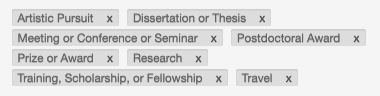 Artistic Pursuit x Dissertation or Thesis x
Meeting or Conference or Seminar x Postdoctoral Award x
Prize or Award x Research x
Training, Scholarship, or Fellowship x Travel x